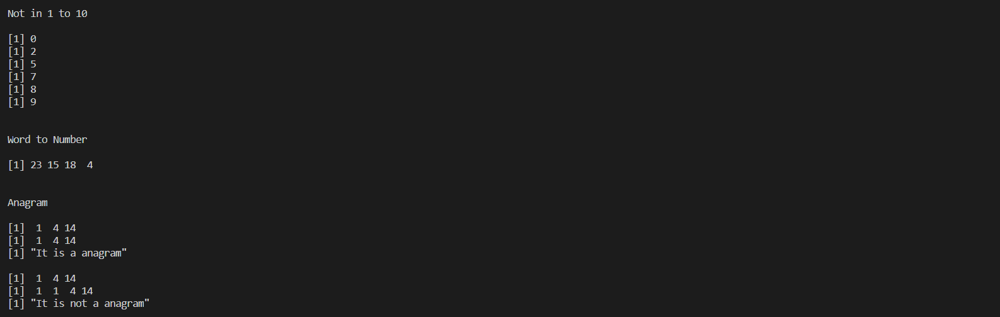 Not in 1 to 10
[1] 0
[1] 2
[1] 5
[1] 7
[1] 8
[1] 9
Word to Number
[1] 23 15 18  4
Anagram
[1]  1  4 14
[1]  1  4 14
[1] "It is a anagram"
[1]  1  4 14
[1]  1  1  4 14
[1] "It is not a anagram"